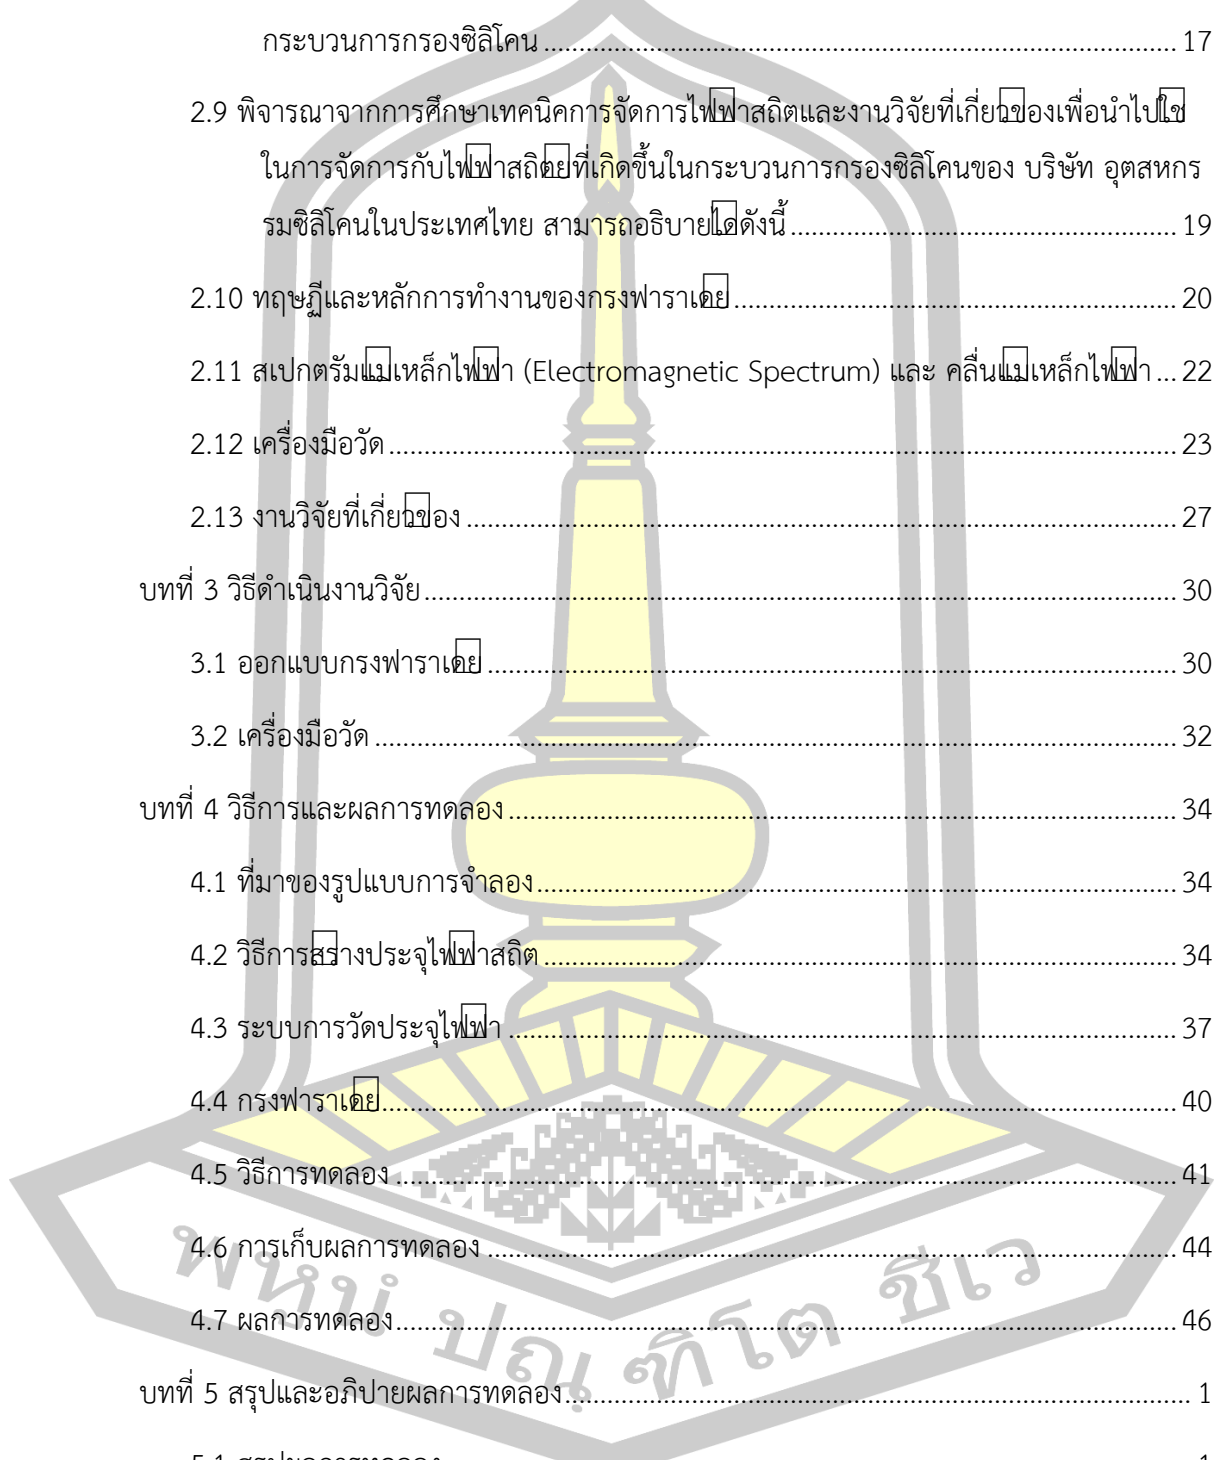 กระบวนการกรองซิลิโคน ........ 17
2.9 พิจารณาจากการศึกษาเทคนิคการจัดการไฟฟาสถิตและงานวิจัยที่เกี่ยวของเพื่อนำไปใช
ในการจัดการกับไฟฟาสถิตยที่เกิดขึ้นในกระบวนการกรองซิลิโคนของ บริษัท อุตสหกร
รมซิลิโคนในประเทศไทย สามารถอธิบายไดดังนี้ ........ 19
2.10 ทฤษฎีและหลักการทำงานของกรงฟาราเดย ........ 20
2.11 สเปกตรัมแมเหล็กไฟฟา (Electromagnetic Spectrum) และ คลื่นแมเหล็กไฟฟา ... 22
2.12 เครื่องมือวัด ........ 23
2.13 งานวิจัยที่เกี่ยวของ ........ 27
บทที่ 3 วิธีดำเนินงานวิจัย ........ 30
3.1 ออกแบบกรงฟาราเดย ........ 30
3.2 เครื่องมือวัด ........ 32
บทที่ 4 วิธีการและผลการทดลอง ........ 34
4.1 ที่มาของรูปแบบการจำลอง ........ 34
4.2 วิธีการสรางประจุไฟฟาสถิต ........ 34
4.3 ระบบการวัดประจุไฟฟา ........ 37
4.4 กรงฟาราเดย ........ 40
4.5 วิธีการทดลอง ........ 41
4.6 การเก็บผลการทดลอง ........ 44
4.7 ผลการทดลอง ........ 46
บทที่ 5 สรุปและอภิปายผลการทดลอง ........ 1
พหุนํ ปณฺฑิโต ชีเว